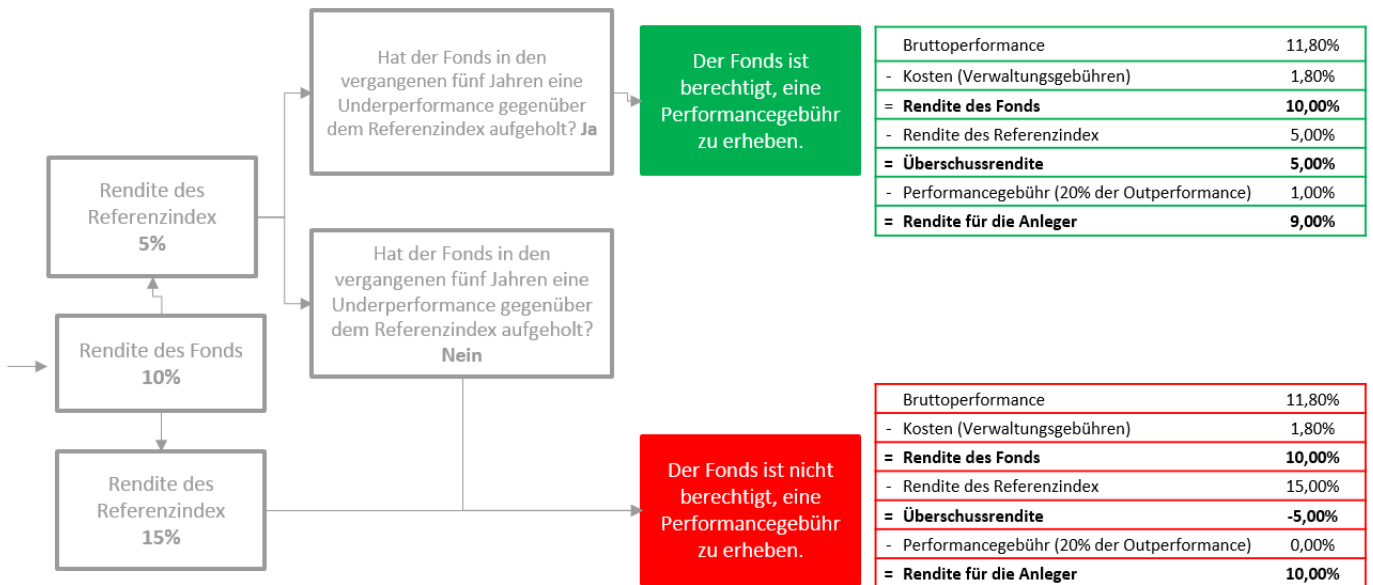 Rendite des Fonds
10%
Rendite des
Referenzindex
5%
Rendite des
Referenzindex
15%
Hat der Fonds in den
vergangenen fünf Jahren eine
Underperformance gegenüber
dem Referenzindex aufgeholt? Ja
Hat der Fonds in den
vergangenen fünf Jahren eine
Underperformance gegenüber
dem Referenzindex aufgeholt?
Nein
Der Fonds ist
berechtigt, eine
Performancegebühr
zu erheben.
Bruttoperformance 11,80%
- Kosten (Verwaltungsgebühren) 1,80%
= Rendite des Fonds 10,00%
- Rendite des Referenzindex 5,00%
= Überschussrendite 5,00%
- Performancegebühr (20% der Outperformance) 1,00%
= Rendite für die Anleger 9,00%
Der Fonds ist nicht
berechtigt, eine
Performancegebühr
zu erheben.
Bruttoperformance 11,80%
- Kosten (Verwaltungsgebühren) 1,80%
= Rendite des Fonds 10,00%
- Rendite des Referenzindex 15,00%
= Überschussrendite -5,00%
- Performancegebühr (20% der Outperformance) 0,00%
= Rendite für die Anleger 10,00%